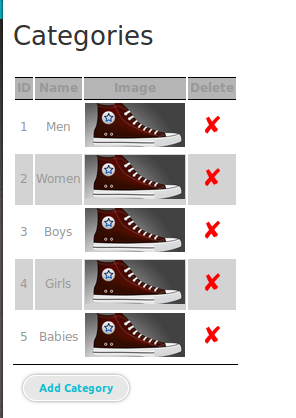 Categories
ID Name Image Delete
1 Men
2 Women
3 Boys
4 Girls
5 Babies
Add Category